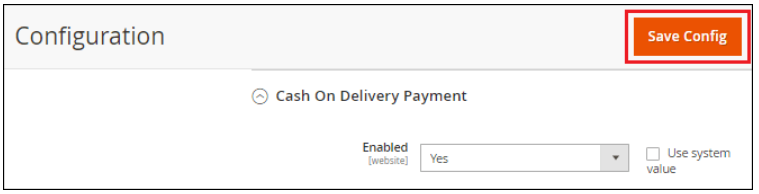 Configuration
Save Config
Cash On Delivery Payment
Enabled
[website]
Yes
Use system
value